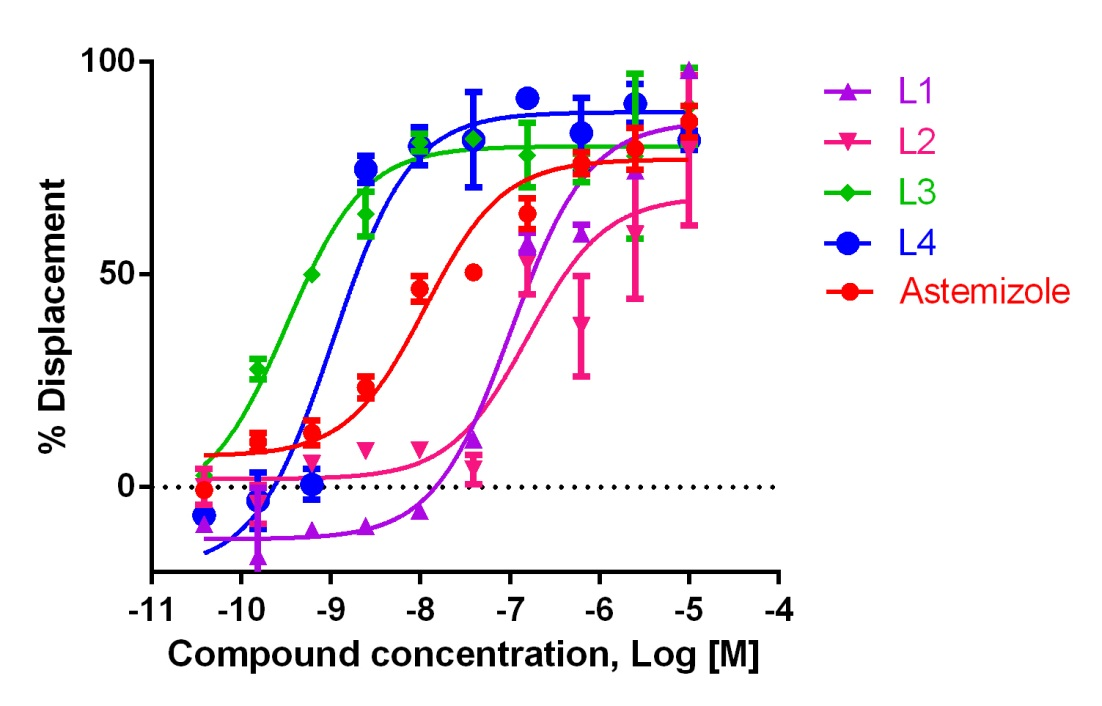 100
50
0
% Displacement
-11 -10 -9 -8 -7 -6 -5 -4
Compound concentration, Log [M]
L1
L2
L3
L4
Astemizole